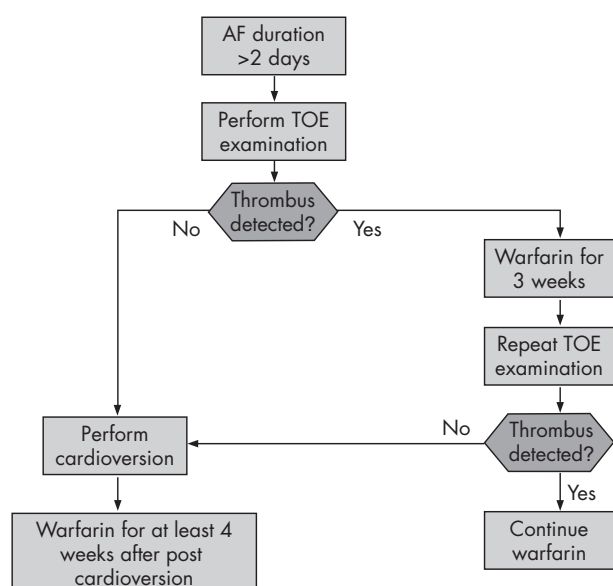 AF duration
>2 days
Perform TOE
examination
Thrombus
detected?
No
Yes
Warfarin for
3 weeks
Repeat TOE
examination
Thrombus
detected?
No
Perform
cardioversion
Yes
Warfarin for at least 4
weeks after post
cardioversion
Continue
warfarin